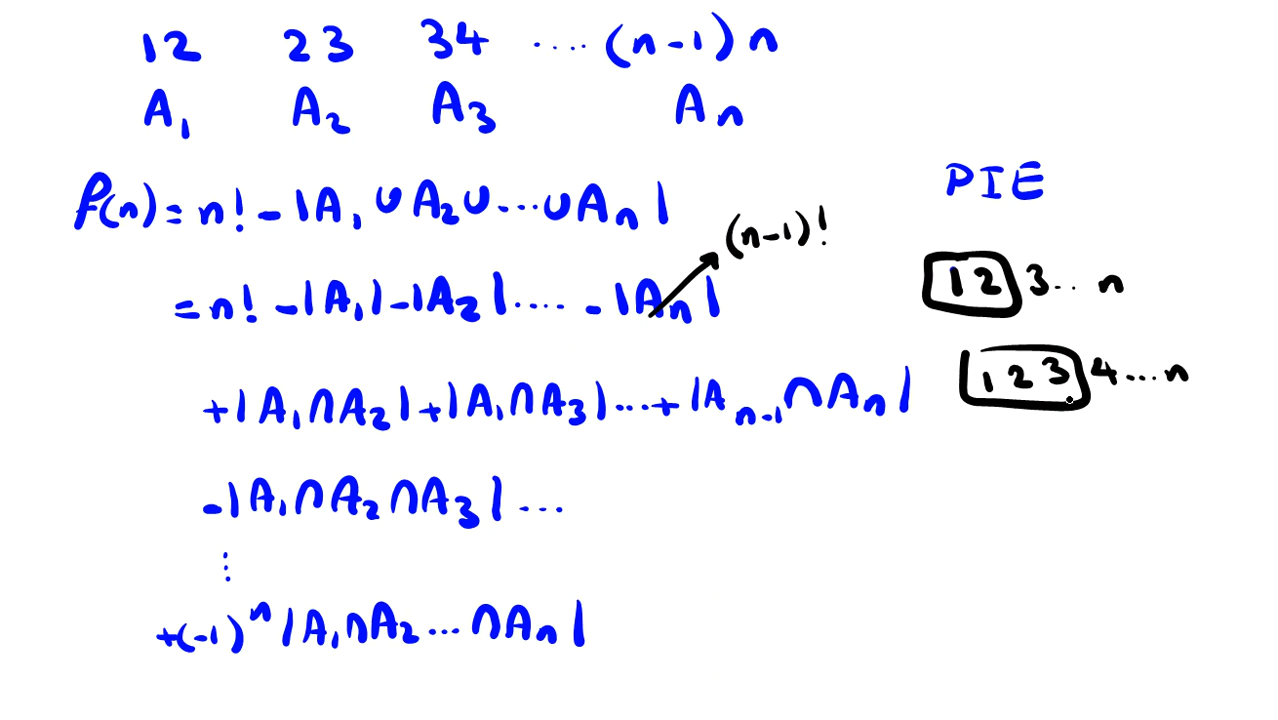 12 23 34 .... (n-1) n
A₁ A₂ A₃ Aₙ
f(n) = n! - |A₁ ∪ A₂ ∪ ... ∪ Aₙ|
PIE
(n-1)!
= n! - |A₁| - |A₂| .... - |Aₙ|
12 3.. n
+ |A₁ ∩ A₂| + |A₁ ∩ A₃| ... + |Aₙ₋₁ ∩ Aₙ|
123 4...n
- |A₁ ∩ A₂ ∩ A₃| ...
⋮
+(-1)ⁿ |A₁ ∩ A₂ ... ∩ Aₙ|